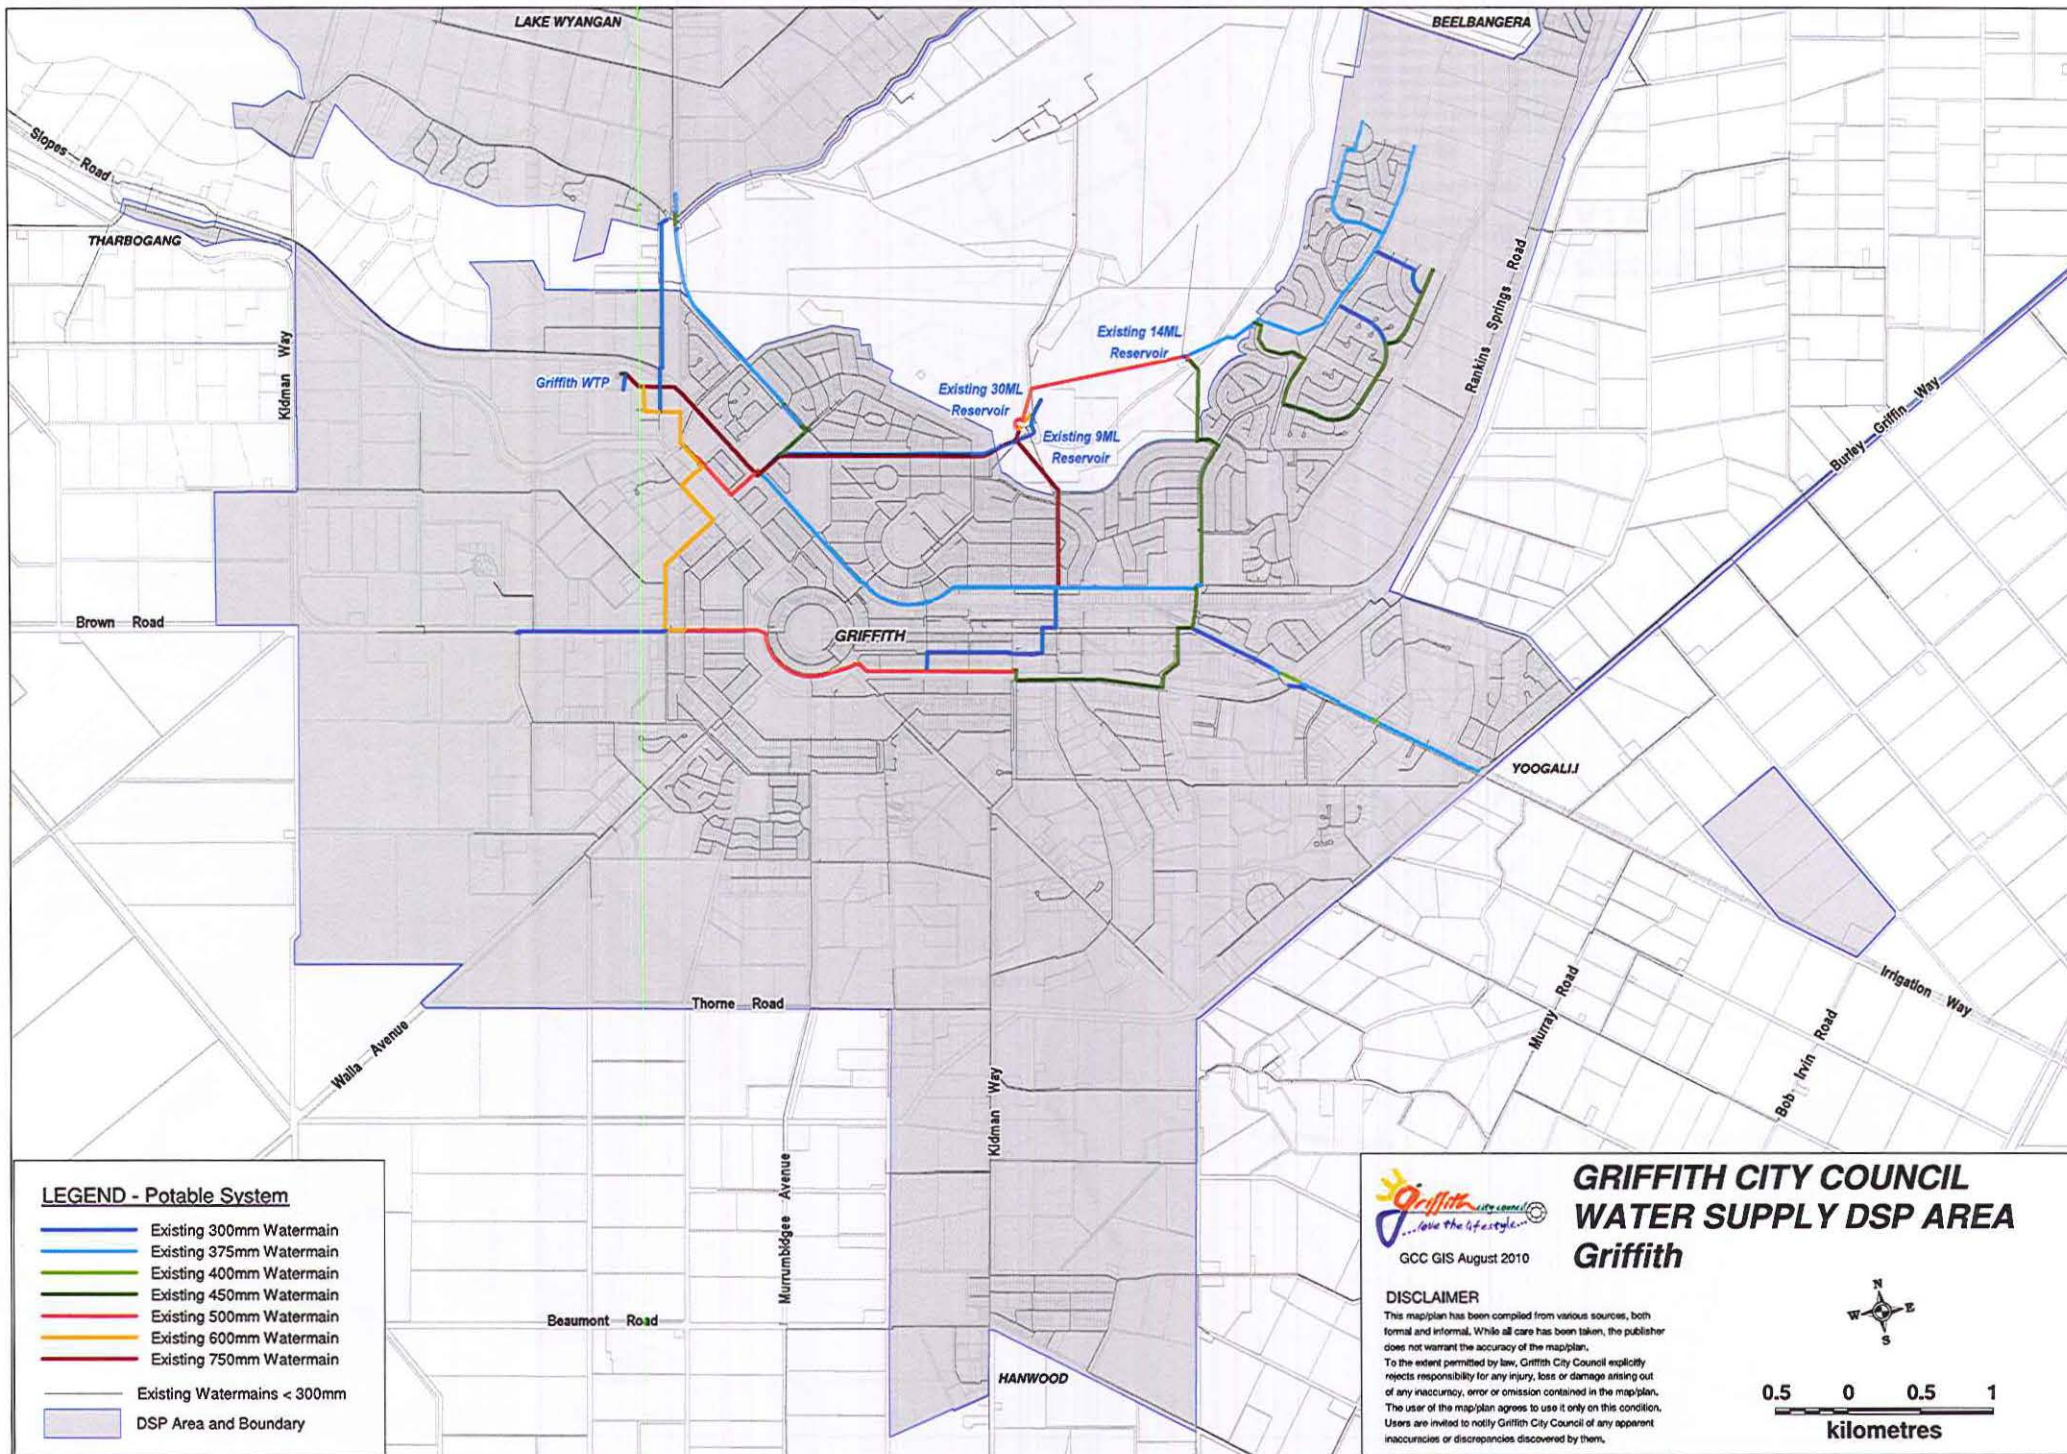 LAKE WYANGAN
BEELBANGERA
Slopes Road
THARBOGANG
Kidman Way
Griffith WTP
Existing 14ML
Reservoir
Existing 30ML
Reservoir
Existing 9ML
Reservoir
Rankins Springs Road
Burley Griffin Way
Brown Road
GRIFFITH
YOOGALI.I
Thorne Road
Walla Avenue
Kidman Way
Murray Road
Bob Irvin Road
Irrigation Way
Murrumbidgee Avenue
Beaumont Road
HANWOOD
LEGEND - Potable System
Existing 300mm Watermain
Existing 375mm Watermain
Existing 400mm Watermain
Existing 450mm Watermain
Existing 500mm Watermain
Existing 600mm Watermain
Existing 750mm Watermain
Existing Watermains < 300mm
DSP Area and Boundary
Griffith city council
...love the lifestyle...
GCC GIS August 2010
GRIFFITH CITY COUNCIL
WATER SUPPLY DSP AREA
Griffith
DISCLAIMER
This map/plan has been compiled from various sources, both
formal and informal. While all care has been taken, the publisher
does not warrant the accuracy of the map/plan.
To the extent permitted by law, Griffith City Council explicitly
rejects responsibility for any injury, loss or damage arising out
of any inaccuracy, error or omission contained in the map/plan.
The user of the map/plan agrees to use it only on this condition.
Users are invited to notify Griffith City Council of any apparent
inaccuracies or discrepancies discovered by them.
N
W E
S
0.5 0 0.5 1
kilometres